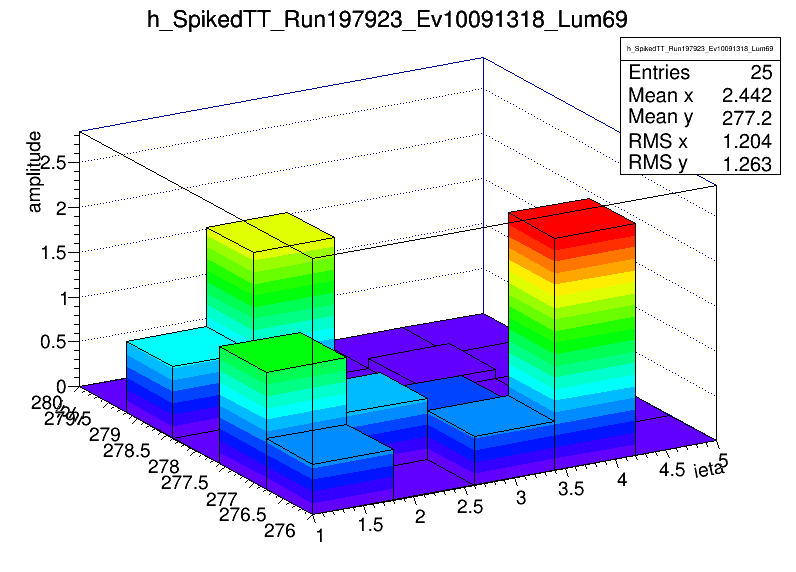 h_SpikedTT_Run197923_Ev10091318_Lum69
h_SpikedTT_Run197923_Ev10091318_Lum69
Entries 25
Mean x 2.442
Mean y 277.2
RMS x 1.204
RMS y 1.263
amplitude
2.5
2
1.5
1
0.5
0
280
279.5
279
278.5
278
277.5
277
276.5
276
1
1.5
2
2.5
3
3.5
4
4.5
5
ieta